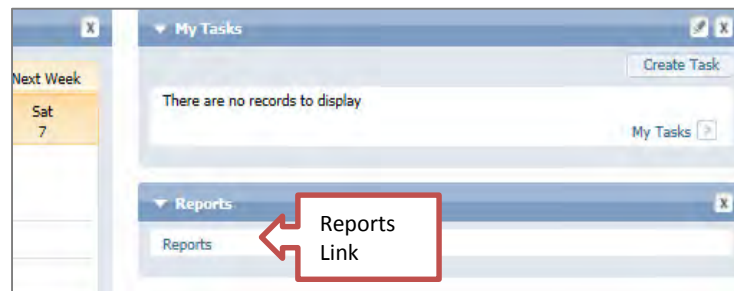 X
My Tasks
X
Next Week
Create Task
Sat
7
There are no records to display
My Tasks >
Reports
X
Reports
Reports
Link